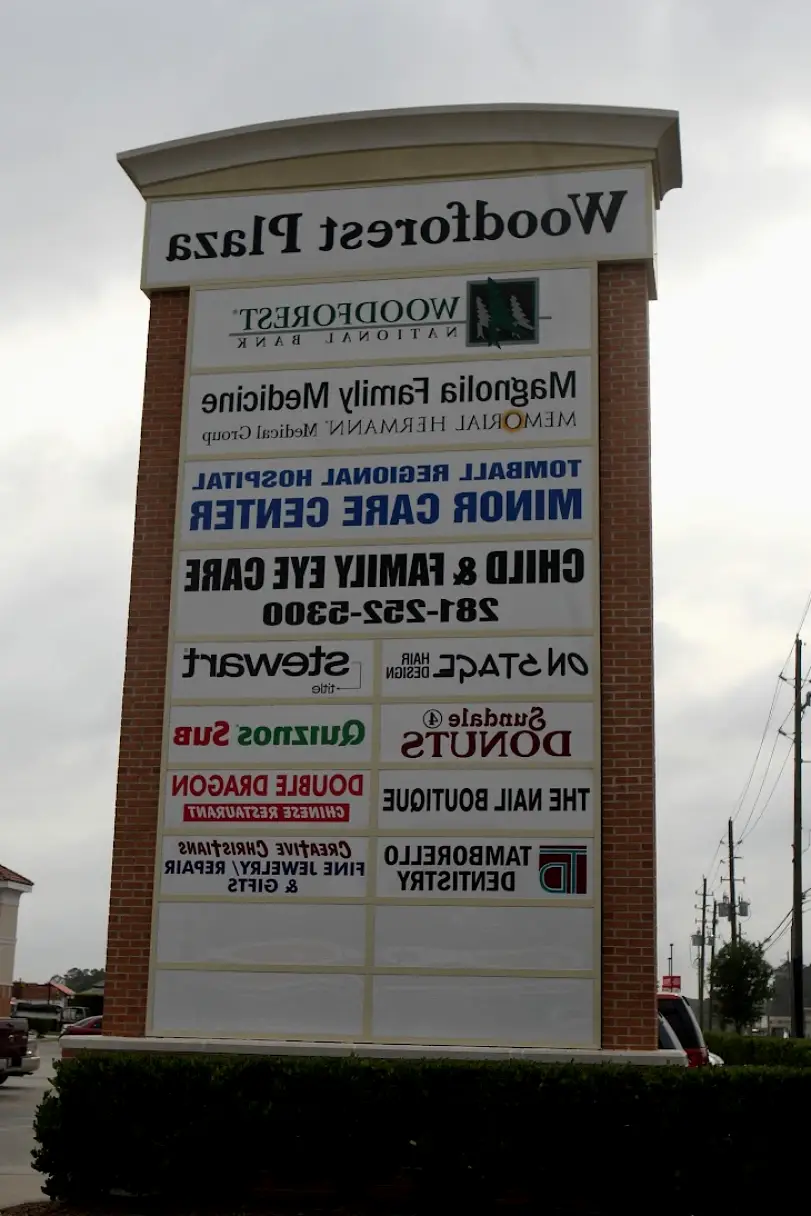 Woodforest Plaza
WOODFOREST®
NATIONAL BANK
Magnolia Family Medicine
MEMORIAL HERMANN® Medical Group
TOMBALL REGIONAL HOSPITAL
MINOR CARE CENTER
CHILD & FAMILY EYE CARE
281-252-5300
ON STAGE HAIR DESIGN
stewart
title
Sundale 4
DONUTS
QUIZNOS SUB
THE NAIL BOUTIQUE
DOUBLE DRAGON
CHINESE RESTAURANT
TAMBORELLO
DENTISTRY
CREATIVE CHRISTIANS
FINE JEWELRY / REPAIR
& GIFTS